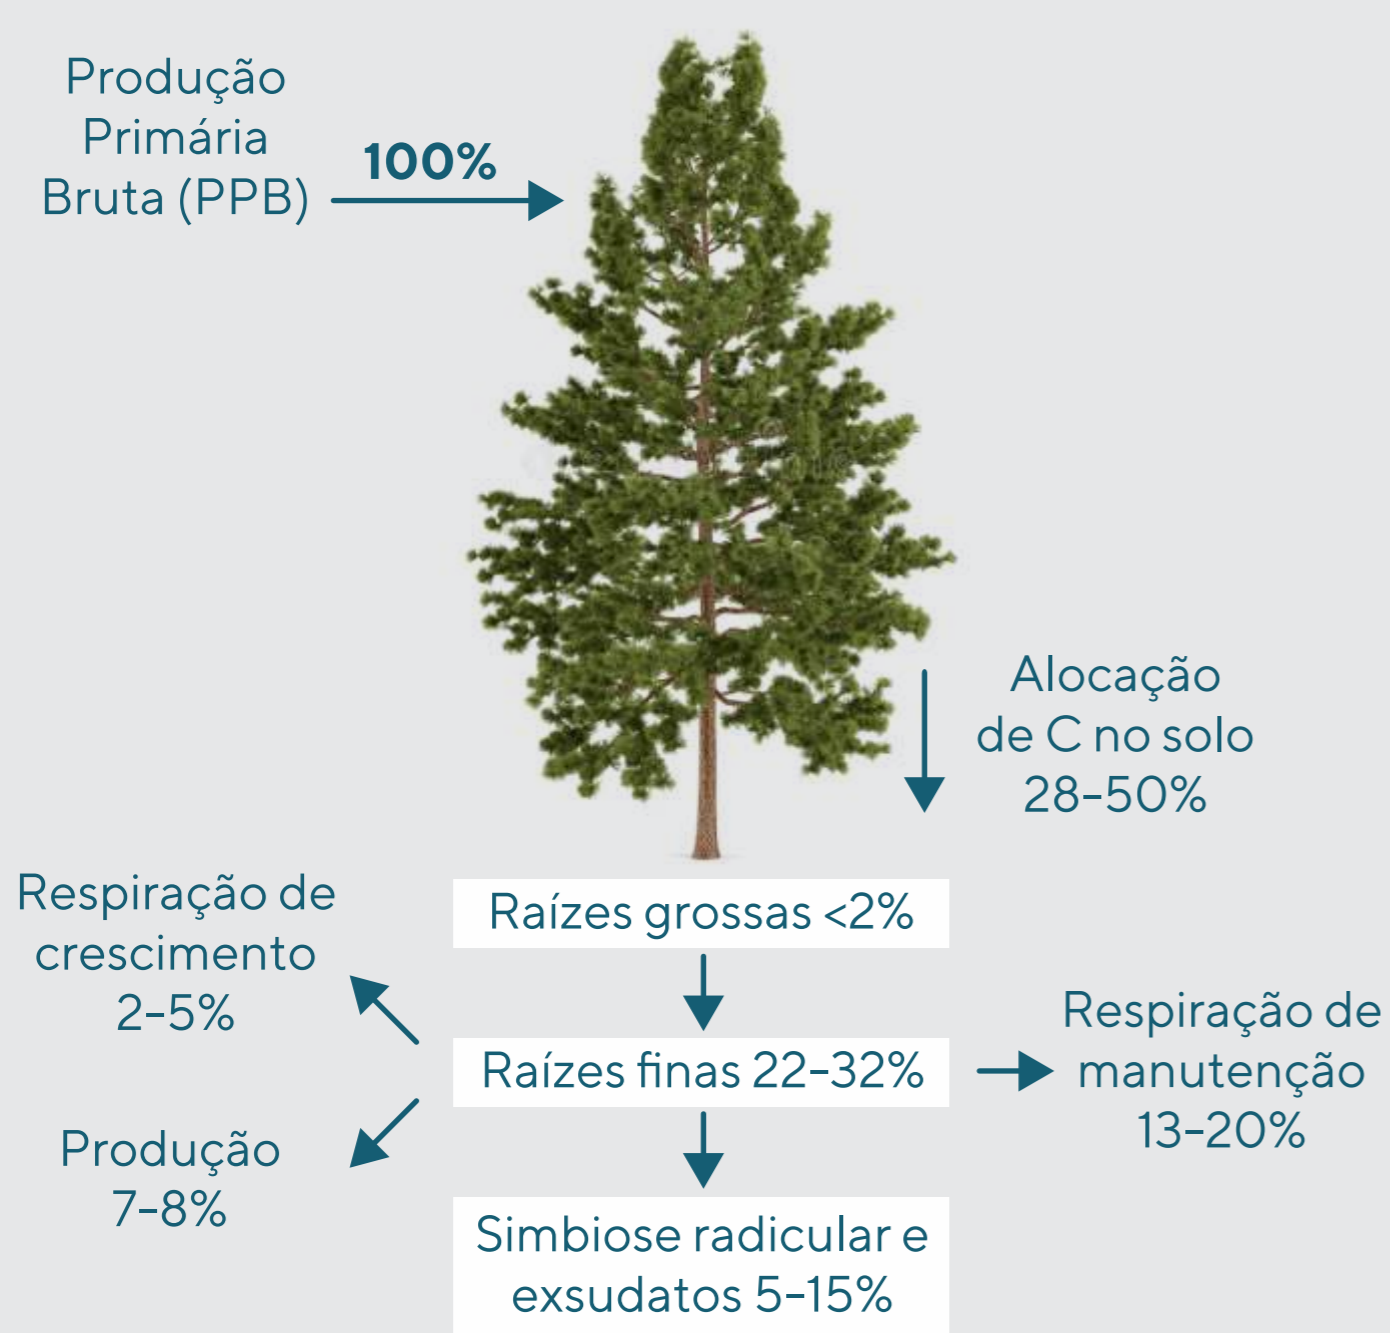 Produção
Primária
Bruta (PPB)
100%
Alocação
de C no solo
28-50%
Respiração de
crescimento
2-5%
Raízes grossas <2%
Raízes finas 22-32%
Respiração de
manutenção
13-20%
Produção
7-8%
Simbiose radicular e
exsudatos 5-15%